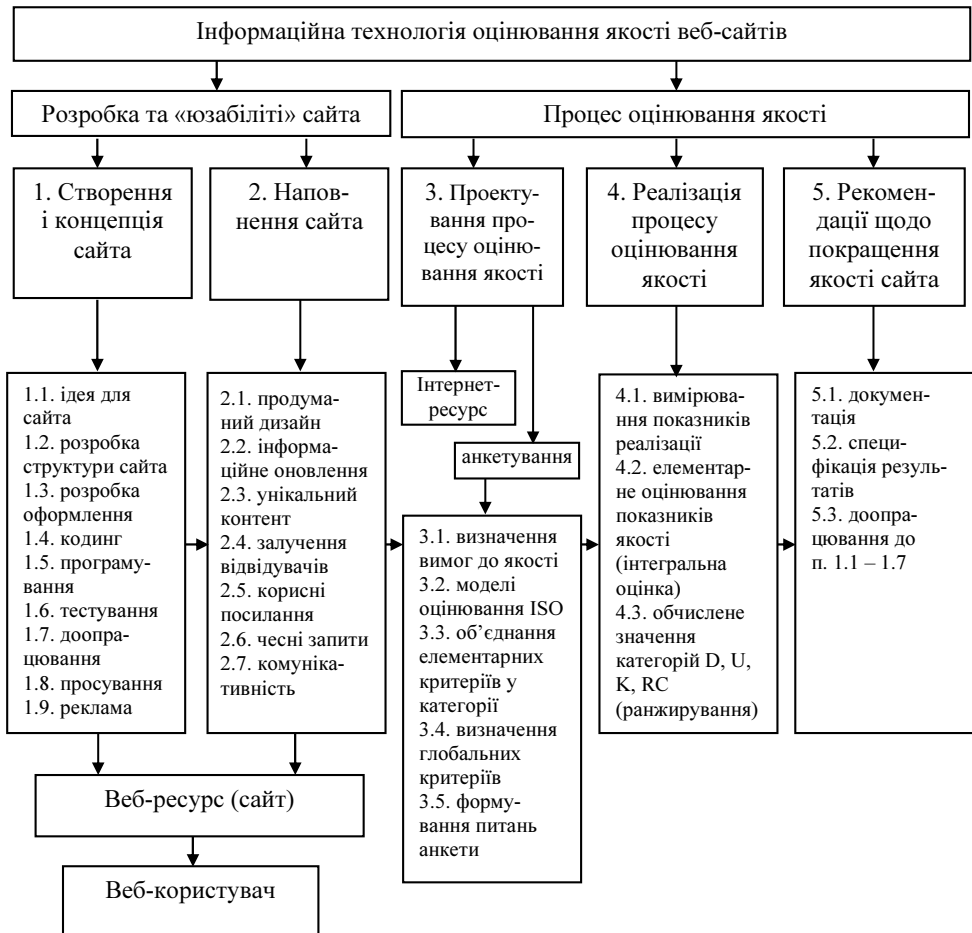 Інформаційна технологія оцінювання якості веб-сайтів
Розробка та «юзабіліті» сайта
Процес оцінювання якості
1. Створення
і концепція
сайта
2. Напов-
нення сайта
3. Проекту-
вання про-
цесу оціню-
вання якості
4. Реалізація
процесу
оцінювання
якості
5. Рекомен-
дації щодо
покращення
якості сайта
1.1. ідея для
сайта
1.2. розробка
структури сайта
1.3. розробка
оформлення
1.4. кодинг
1.5. програму-
вання
1.6. тестування
1.7. доопра-
цювання
1.8. просування
1.9. реклама
2.1. продума-
ний дизайн
2.2. інформа-
ційне оновлення
2.3. унікальний
контент
2.4. залучення
відвідувачів
2.5. корисні
посилання
2.6. чесні запити
2.7. комуніка-
тивність
Інтернет-
ресурс
анкетування
3.1. визначення
вимог до якості
3.2. моделі
оцінювання ISO
3.3. об’єднання
елементарних
критеріїв у
категорії
3.4. визначення
глобальних
критеріїв
3.5. форму-
вання питань
анкети
4.1. вимірювання
показників
реалізації
4.2. елементар-
не оцінювання
показників
якості
(інтегральна
оцінка)
4.3. обчислене
значення
категорій D, U,
K, RC
(ранжирування)
5.1. докумен-
тація
5.2. специ-
фікація резуль-
татів
5.3. доопра-
цювання до
п. 1.1 – 1.7
Веб-ресурс (сайт)
Веб-користувач